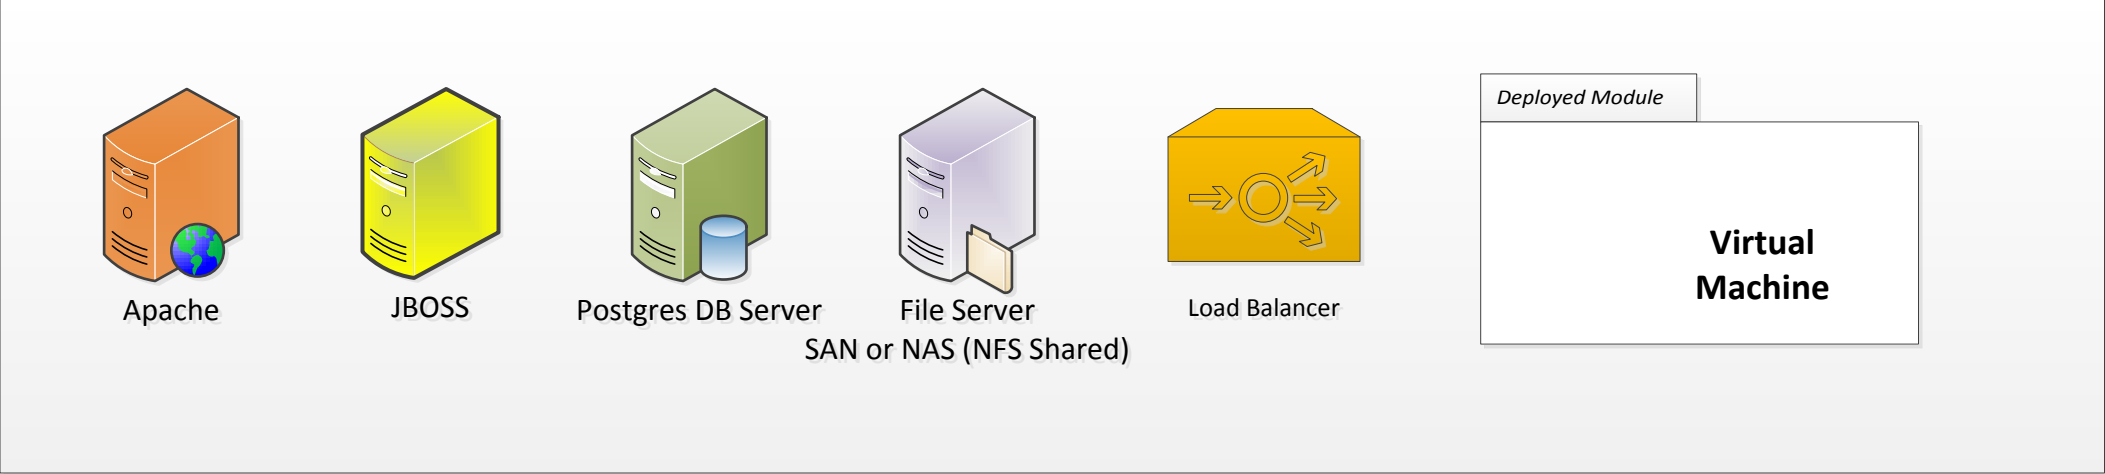 Deployed Module
Virtual
Machine
Apache
JBOSS
Postgres DB Server
File Server
SAN or NAS (NFS Shared)
Load Balancer